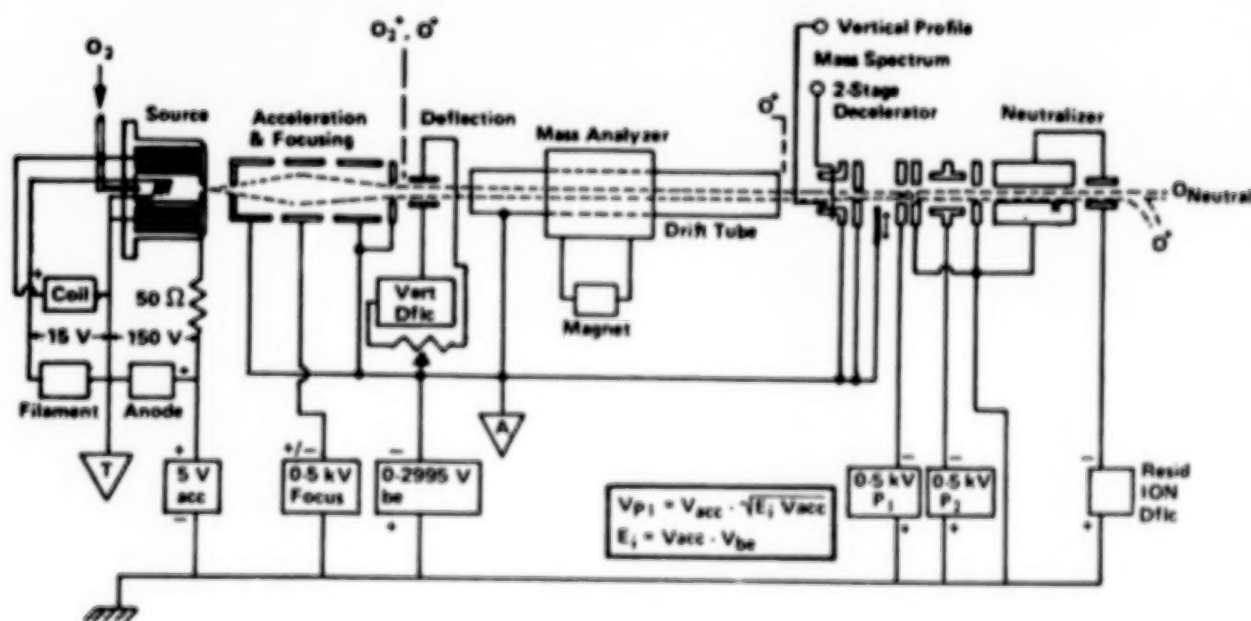 O₂
O₂⁺, O⁺
Vertical Profile
Mass Spectrum
2-Stage
Decelerator
O⁺
Source
Acceleration
& Focusing
Deflection
Mass Analyzer
Neutralizer
O Neutral
O⁺
Drift Tube
+
Coil
50 Ω
Vert
Dflc
Magnet
15 V
150 V
Filament
Anode
+
T
A
+
5 V
acc
−
+/−
0-5 kV
Focus
−
0-2995 V
be
+
V_P1 = V_acc · √E_i Vacc
E_i = Vacc · V_be
−
0-5 kV
P₁
+
−
0-5 kV
P₂
+
−
+
Resid
ION
Dflc